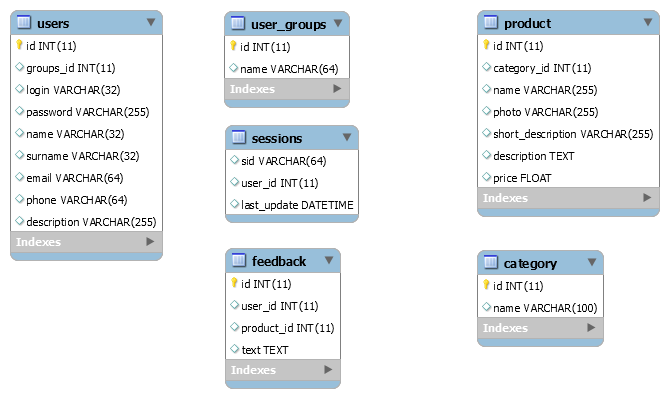 users
id INT(11)
groups_id INT(11)
login VARCHAR(32)
password VARCHAR(255)
name VARCHAR(32)
surname VARCHAR(32)
email VARCHAR(64)
phone VARCHAR(64)
description VARCHAR(255)
Indexes
user_groups
id INT(11)
name VARCHAR(64)
Indexes
sessions
sid VARCHAR(64)
user_id INT(11)
last_update DATETIME
feedback
id INT(11)
user_id INT(11)
product_id INT(11)
text TEXT
Indexes
product
id INT(11)
category_id INT(11)
name VARCHAR(255)
photo VARCHAR(255)
short_description VARCHAR(255)
description TEXT
price FLOAT
Indexes
category
id INT(11)
name VARCHAR(100)
Indexes